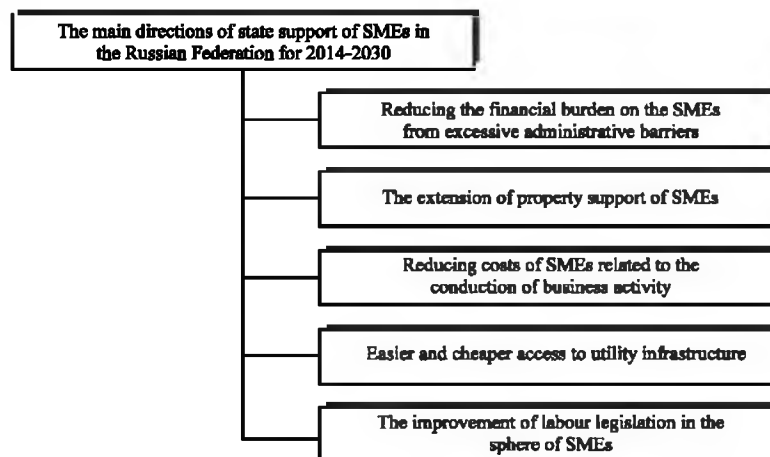 The main directions of state support of SMEs in
the Russian Federation for 2014-2030
Reducing the financial burden on the SMEs
from excessive administrative barriers
The extension of property support of SMEs
Reducing costs of SMEs related to the
conduction of business activity
Easier and cheaper access to utility infrastructure
The improvement of labour legislation in the
sphere of SMEs